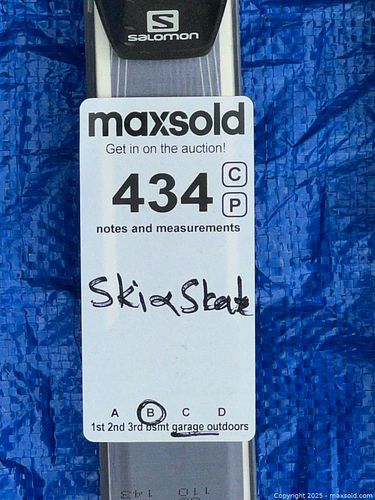 S
salomon
maxsold
Get in on the auction!
434 C
P
notes and measurements
Ski & Skate
A B C D
1st 2nd 3rd bsmt garage outdoors
Copyright 2025 - maxsold.com